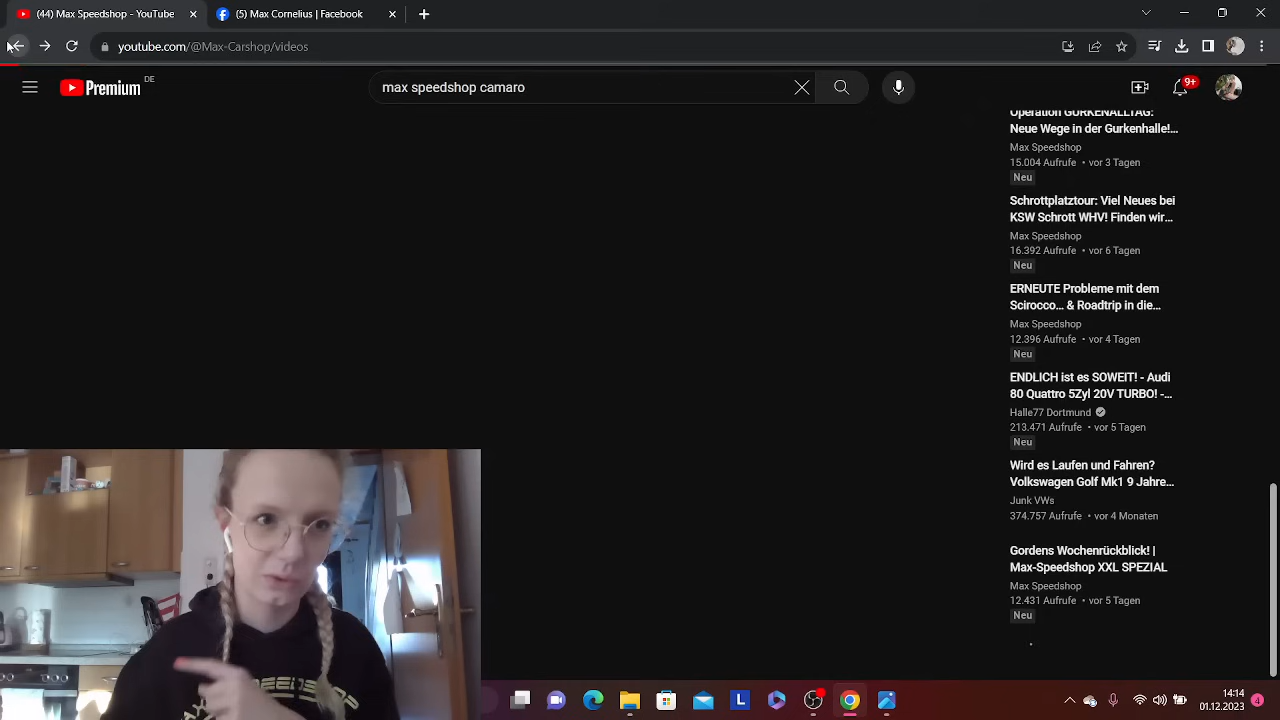 (44) Max Speedshop - YouTube
(5) Max Cornelius | Facebook
youtube.com/@Max-Carshop/videos
Premium
DE
max speedshop camaro
9+
Operation GURKENALLTAG:
Neue Wege in der Gurkenhalle!...
Max Speedshop
15.004 Aufrufe • vor 3 Tagen
Neu
Schrottplatztour: Viel Neues bei
KSW Schrott WHV! Finden wir...
Max Speedshop
16.392 Aufrufe • vor 6 Tagen
Neu
ERNEUTE Probleme mit dem
Scirocco... & Roadtrip in die...
Max Speedshop
12.396 Aufrufe • vor 4 Tagen
Neu
ENDLICH ist es SOWEIT! - Audi
80 Quattro 5Zyl 20V TURBO! -...
Halle77 Dortmund
213.471 Aufrufe • vor 5 Tagen
Neu
Wird es Laufen und Fahren?
Volkswagen Golf Mk1 9 Jahre...
Junk VWs
374.757 Aufrufe • vor 4 Monaten
Gordens Wochenrückblick! |
Max-Speedshop XXL SPEZIAL
Max Speedshop
12.431 Aufrufe • vor 5 Tagen
Neu
L
14:14
01.12.2023
4